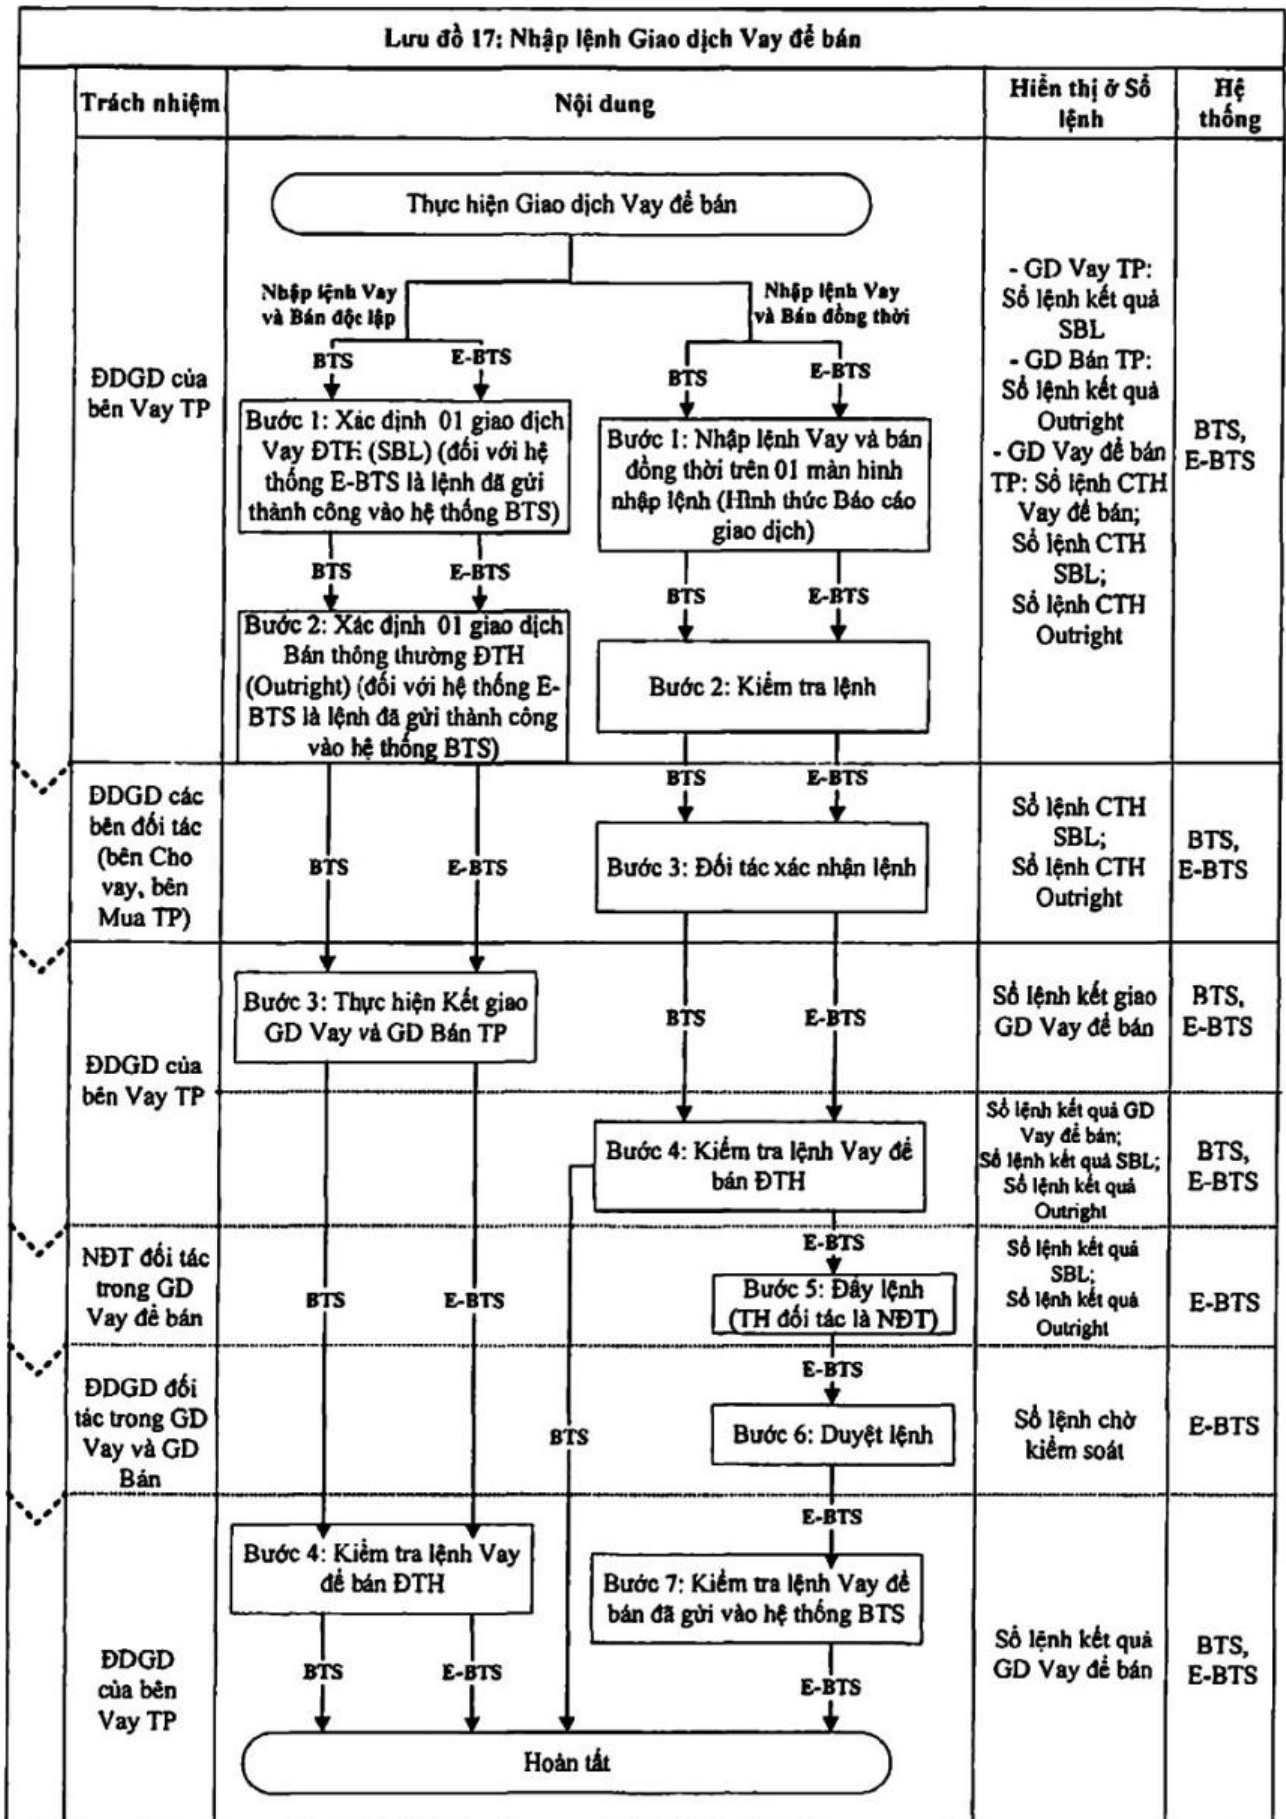 Lưu đồ 17: Nhập lệnh Giao dịch Vay để bán
Trách nhiệm
Nội dung
Hiển thị ở Sổ
lệnh
Hệ
thống
Thực hiện Giao dịch Vay để bán
Nhập lệnh Vay
và Bán độc lập
Nhập lệnh Vay
và Bán đồng thời
BTS
E-BTS
BTS
E-BTS
ĐDGD của
bên Vay TP
Bước 1: Xác định 01 giao dịch
Vay ĐTH (SBL) (đối với hệ
thống E-BTS là lệnh đã gửi
thành công vào hệ thống BTS)
Bước 1: Nhập lệnh Vay và bán
đồng thời trên 01 màn hình
nhập lệnh (Hình thức Báo cáo
giao dịch)
- GD Vay TP:
Sổ lệnh kết quả
SBL
- GD Bán TP:
Sổ lệnh kết quả
Outright
- GD Vay để bán
TP: Sổ lệnh CTH
Vay để bán;
Sổ lệnh CTH
SBL;
Sổ lệnh CTH
Outright
BTS,
E-BTS
BTS
E-BTS
BTS
E-BTS
Bước 2: Xác định 01 giao dịch
Bán thông thường ĐTH
(Outright) (đối với hệ thống E-
BTS là lệnh đã gửi thành công
vào hệ thống BTS)
Bước 2: Kiểm tra lệnh
BTS
E-BTS
ĐDGD các
bên đối tác
(bên Cho
vay, bên
Mua TP)
BTS
E-BTS
Bước 3: Đối tác xác nhận lệnh
Sổ lệnh CTH
SBL;
Sổ lệnh CTH
Outright
BTS,
E-BTS
ĐDGD của
bên Vay TP
Bước 3: Thực hiện Kết giao
GD Vay và GD Bán TP
BTS
E-BTS
Sổ lệnh kết giao
GD Vay để bán
BTS,
E-BTS
Bước 4: Kiểm tra lệnh Vay để
bán ĐTH
Sổ lệnh kết quả GD
Vay để bán;
Sổ lệnh kết quả SBL;
Sổ lệnh kết quả
Outright
BTS,
E-BTS
NĐT đối tác
trong GD
Vay để bán
BTS
E-BTS
E-BTS
Bước 5: Đẩy lệnh
(TH đối tác là NĐT)
Sổ lệnh kết quả
SBL;
Sổ lệnh kết quả
Outright
E-BTS
ĐDGD đối
tác trong GD
Vay và GD
Bán
BTS
E-BTS
Bước 6: Duyệt lệnh
Sổ lệnh chờ
kiểm soát
E-BTS
E-BTS
ĐDGD
của bên
Vay TP
Bước 4: Kiểm tra lệnh Vay
để bán ĐTH
Bước 7: Kiểm tra lệnh Vay để
bán đã gửi vào hệ thống BTS
Sổ lệnh kết quả
GD Vay để bán
BTS,
E-BTS
BTS
E-BTS
E-BTS
Hoàn tất